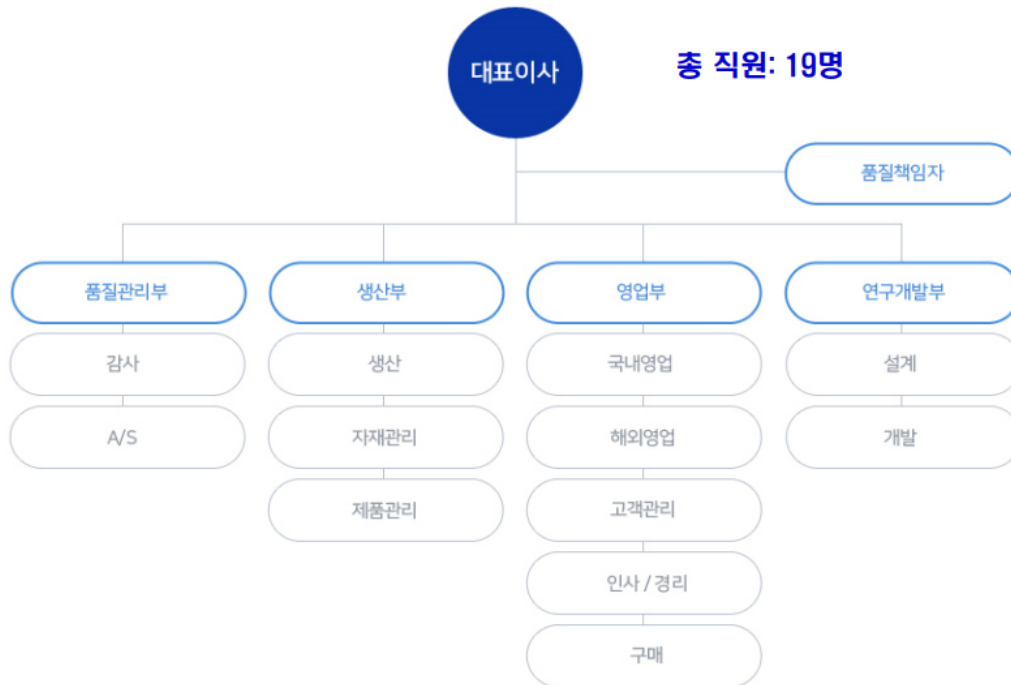 대표이사
총 직원: 19명
품질책임자
품질관리부
생산부
영업부
연구개발부
감사
생산
국내영업
설계
A/S
자재관리
해외영업
개발
제품관리
고객관리
인사 / 경리
구매